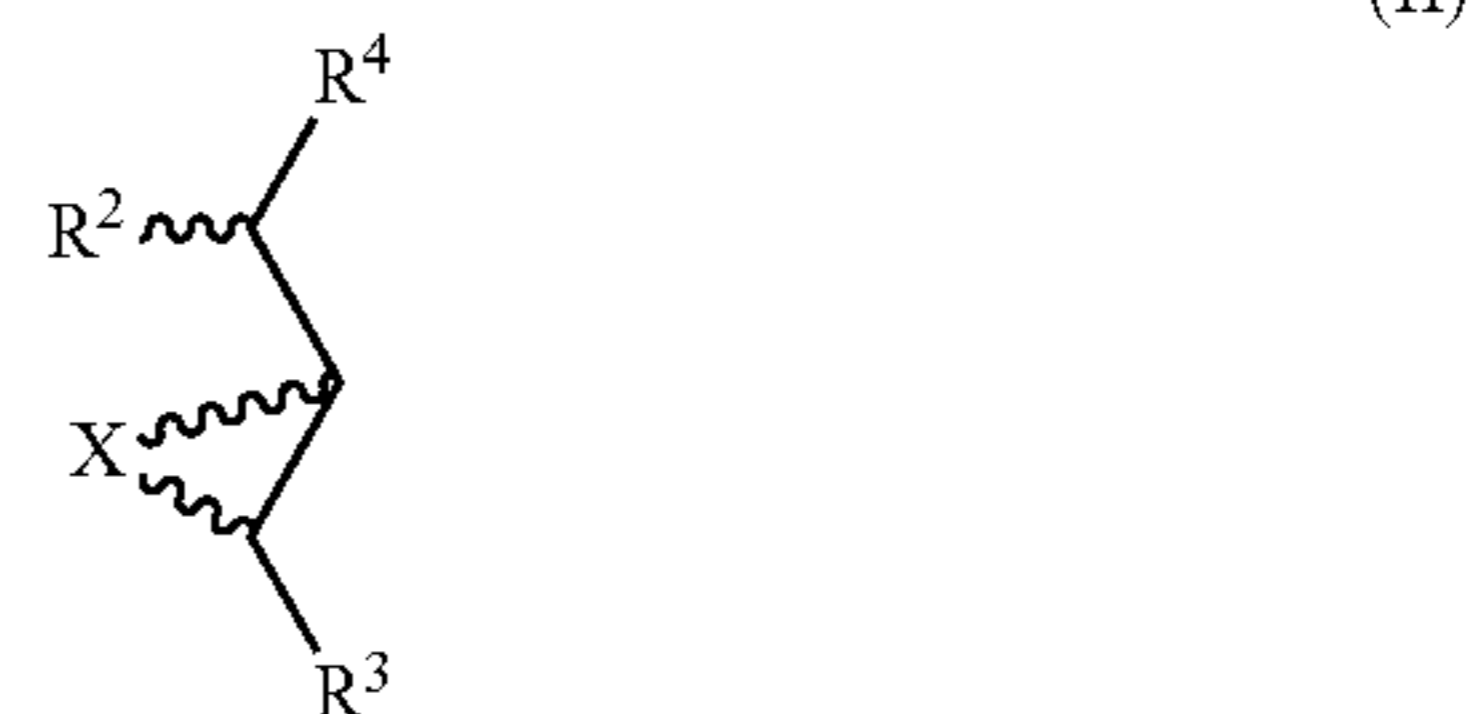 (II)
R⁴
R²
X
R³